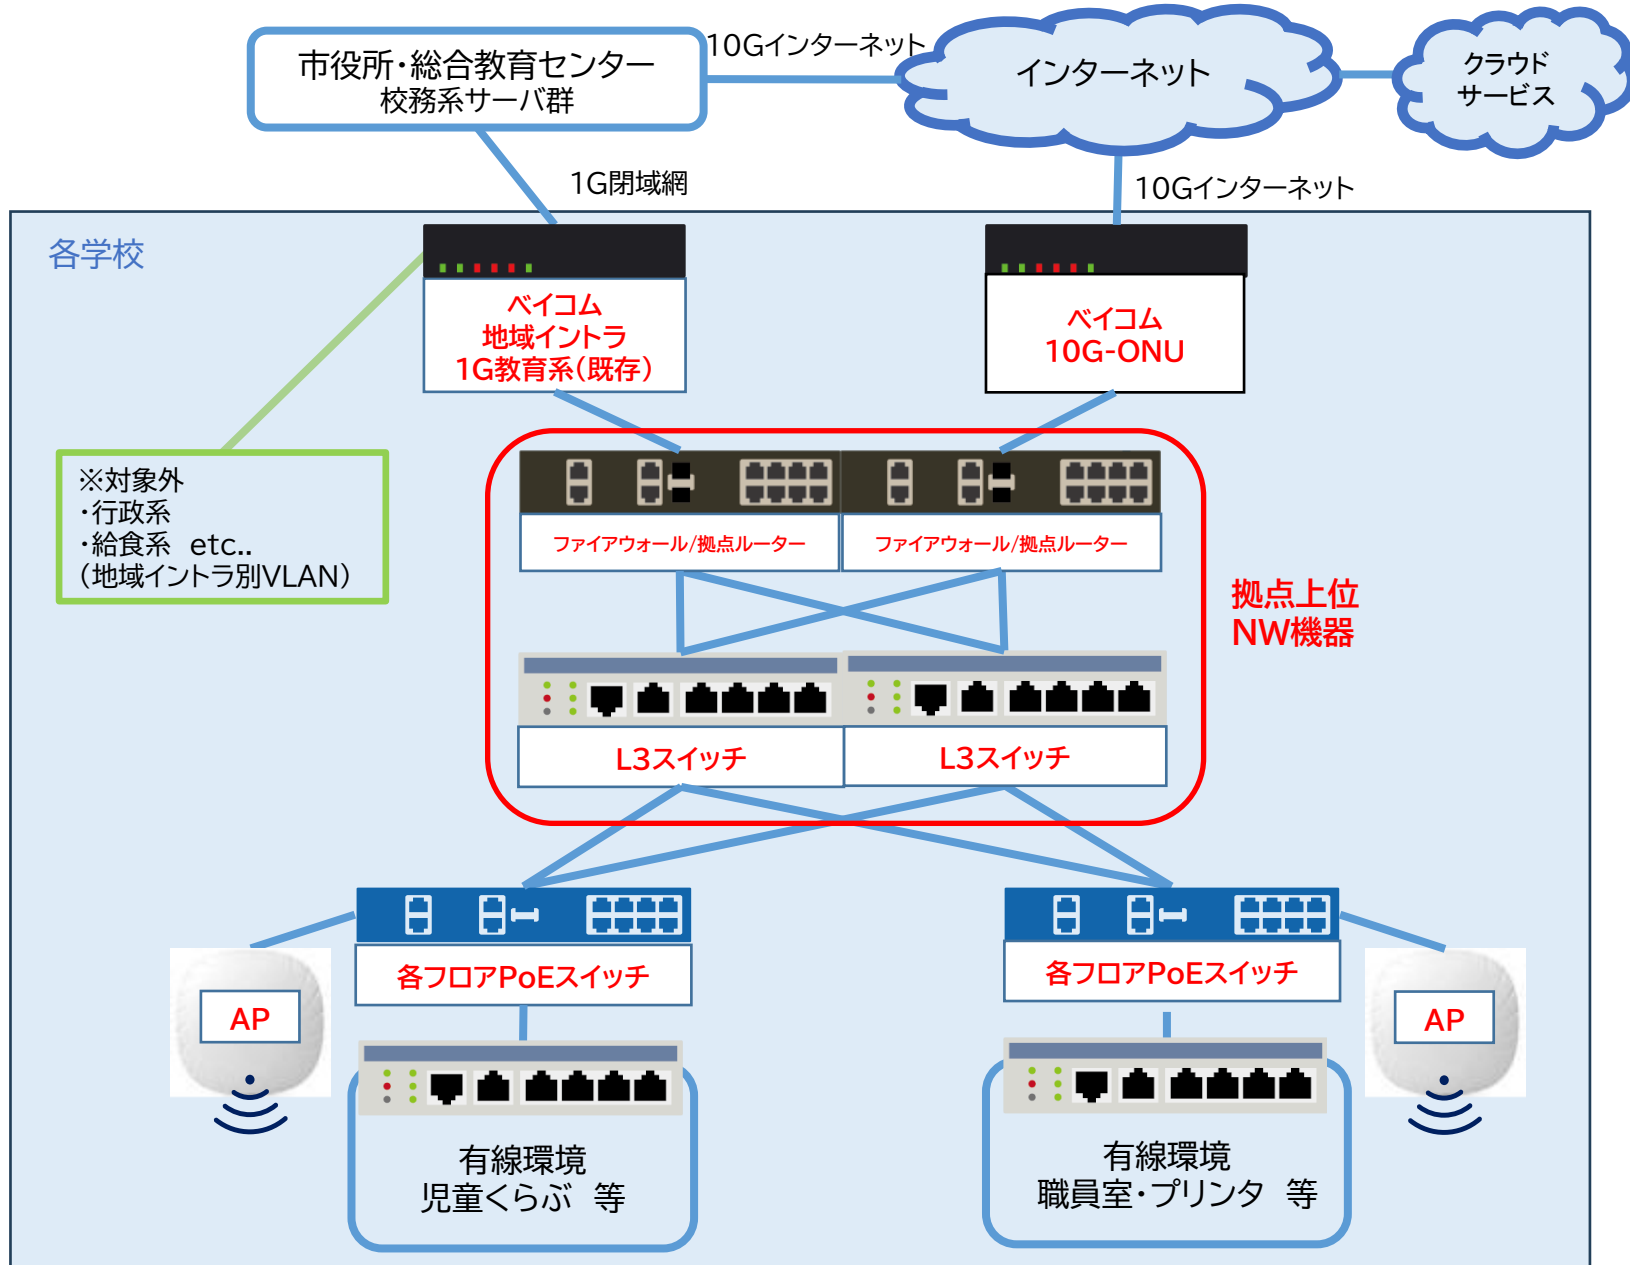 市役所・総合教育センター
校務系サーバ群
10Gインターネット
インターネット
クラウド
サービス
1G閉域網
10Gインターネット
各学校
ベイコム
地域イントラ
1G教育系(既存)
ベイコム
10G-ONU
※対象外
・行政系
・給食系 etc..
(地域イントラ別VLAN)
ファイアウォール/拠点ルーター
ファイアウォール/拠点ルーター
拠点上位
NW機器
L3スイッチ
L3スイッチ
各フロアPoEスイッチ
各フロアPoEスイッチ
AP
AP
有線環境
児童くらぶ 等
有線環境
職員室・プリンタ 等